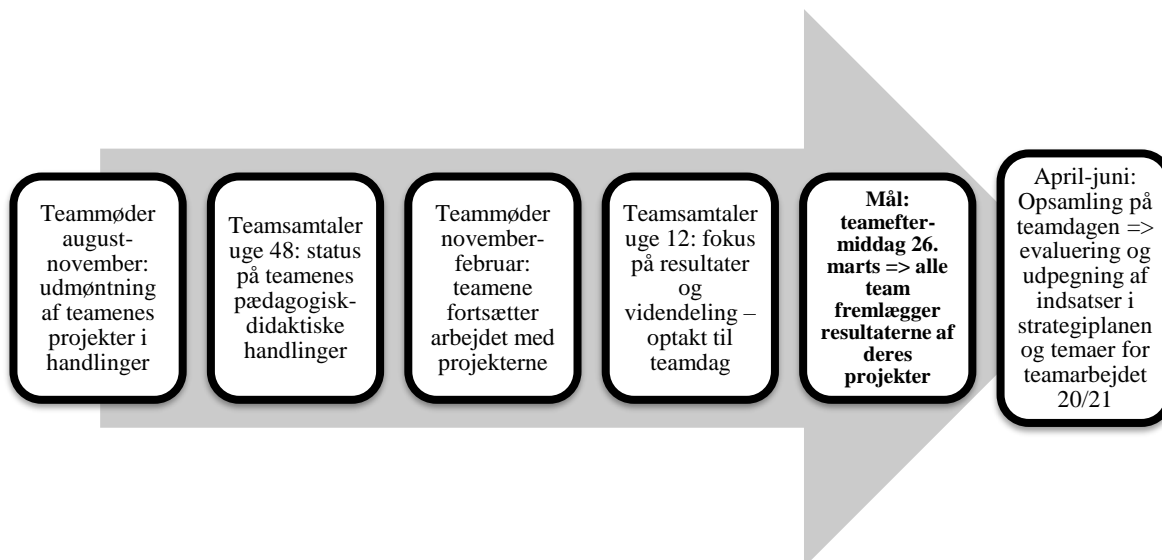 Teammøder
august-
november:
udmøntning
af teamenes
projekter i
handlinger
Teamsamtaler
uge 48: status
på teamenes
pædagogisk-
didaktiske
handlinger
Teammøder
november-
februar:
teamene
fortsætter
arbejdet med
projekterne
Teamsamtaler
uge 12: fokus
på resultater
og
videndeling –
optakt til
teamdag
Mål:
teamefter-
middag 26.
marts => alle
team
fremlægger
resultaterne af
deres
projekter
April-juni:
Opsamling på
teamdagen =>
evaluering og
udpegning af
indsatser i
strategiplanen
og temaer for
teamarbejdet
20/21